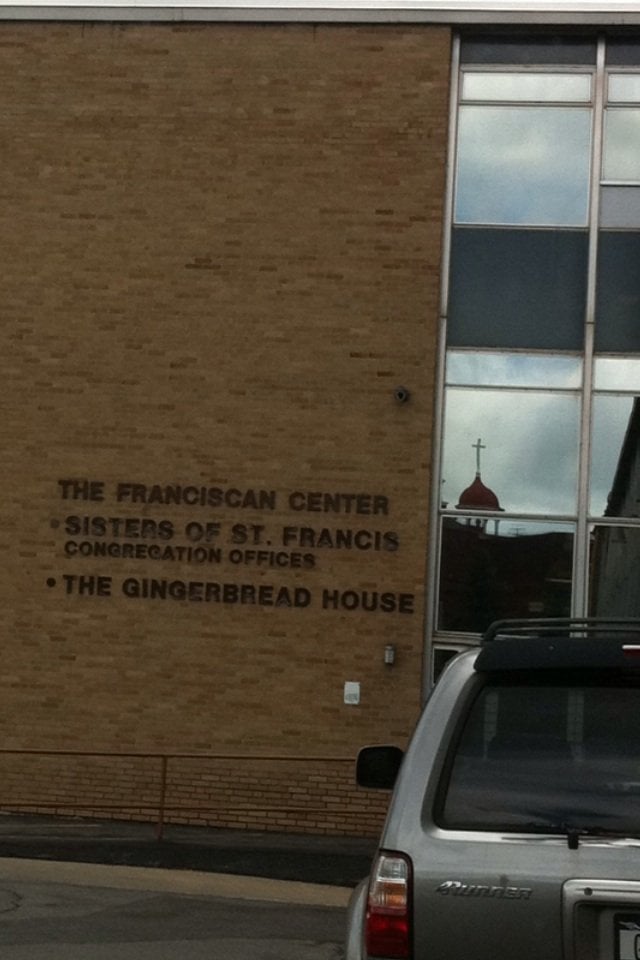 THE FRANCISCAN CENTER
• SISTERS OF ST. FRANCIS
CONGREGATION OFFICES
• THE GINGERBREAD HOUSE
4RUNNER